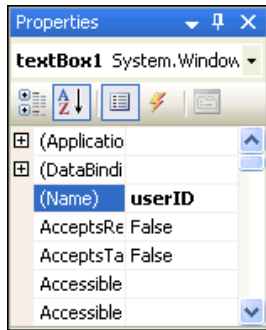 Properties
textBox1 System.Window
A
Z
(Applicatio
(DataBindi
(Name) userID
AcceptsRe False
AcceptsTa False
Accessible
Accessible